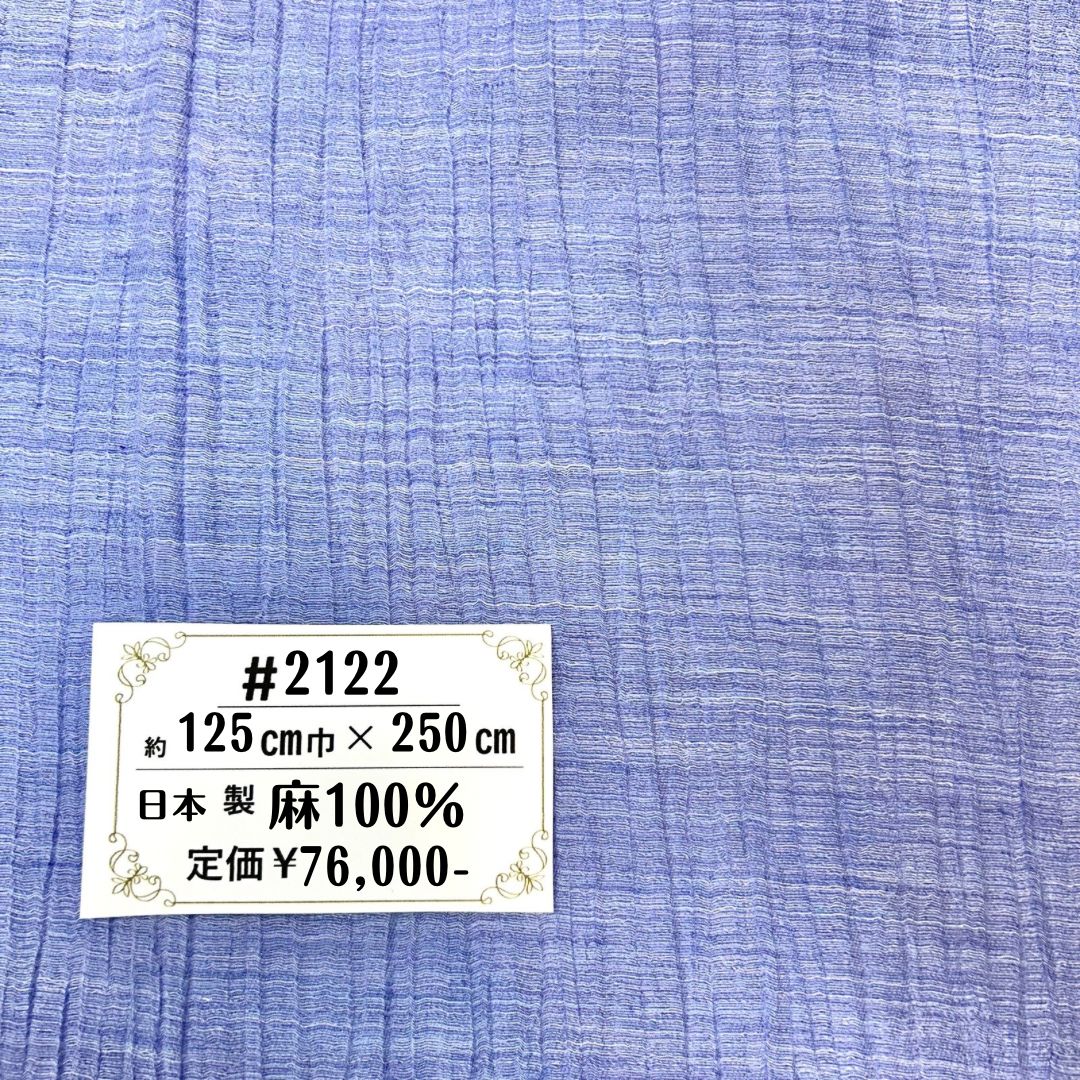 #2122
約 125cm巾 × 250cm
日本製 麻100%
定価¥76,000-